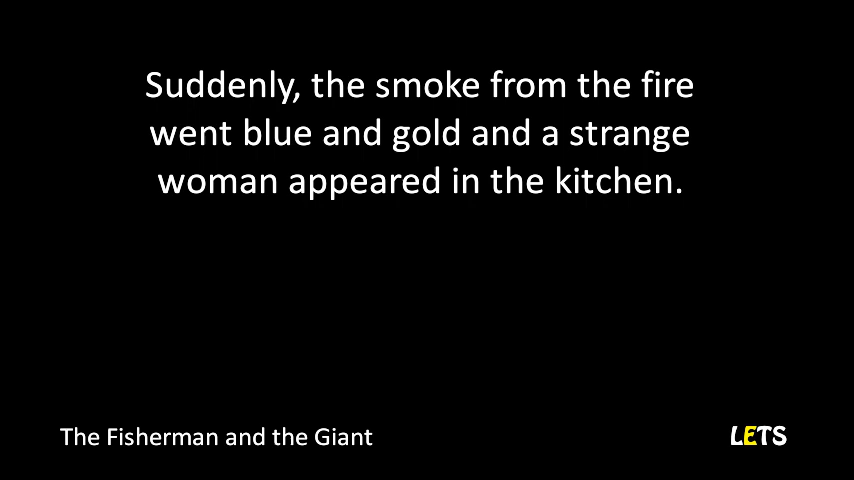 Suddenly, the smoke from the fire
went blue and gold and a strange
woman appeared in the kitchen.
The Fisherman and the Giant
LETS